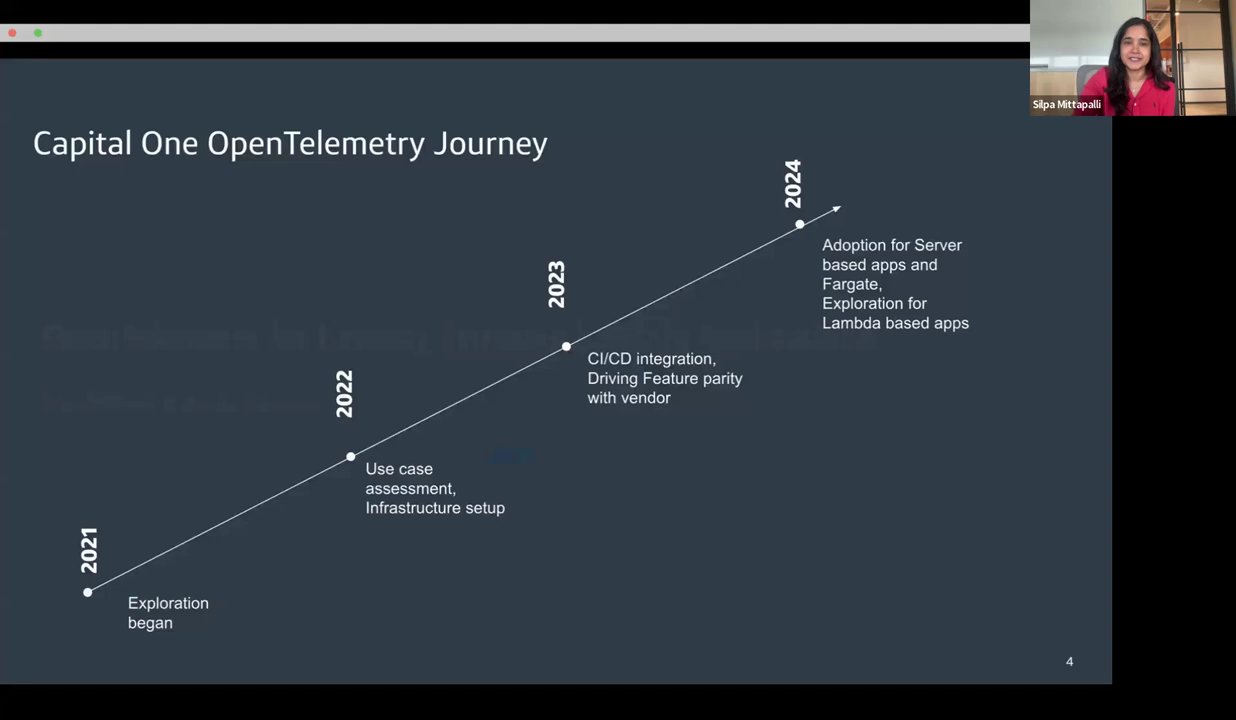 Silpa Mittapalli
Capital One OpenTelemetry Journey
2024
Adoption for Server
based apps and
Fargate,
Exploration for
Lambda based apps
2023
CI/CD integration,
Driving Feature parity
with vendor
2022
Use case
assessment,
Infrastructure setup
2021
Exploration
began
4